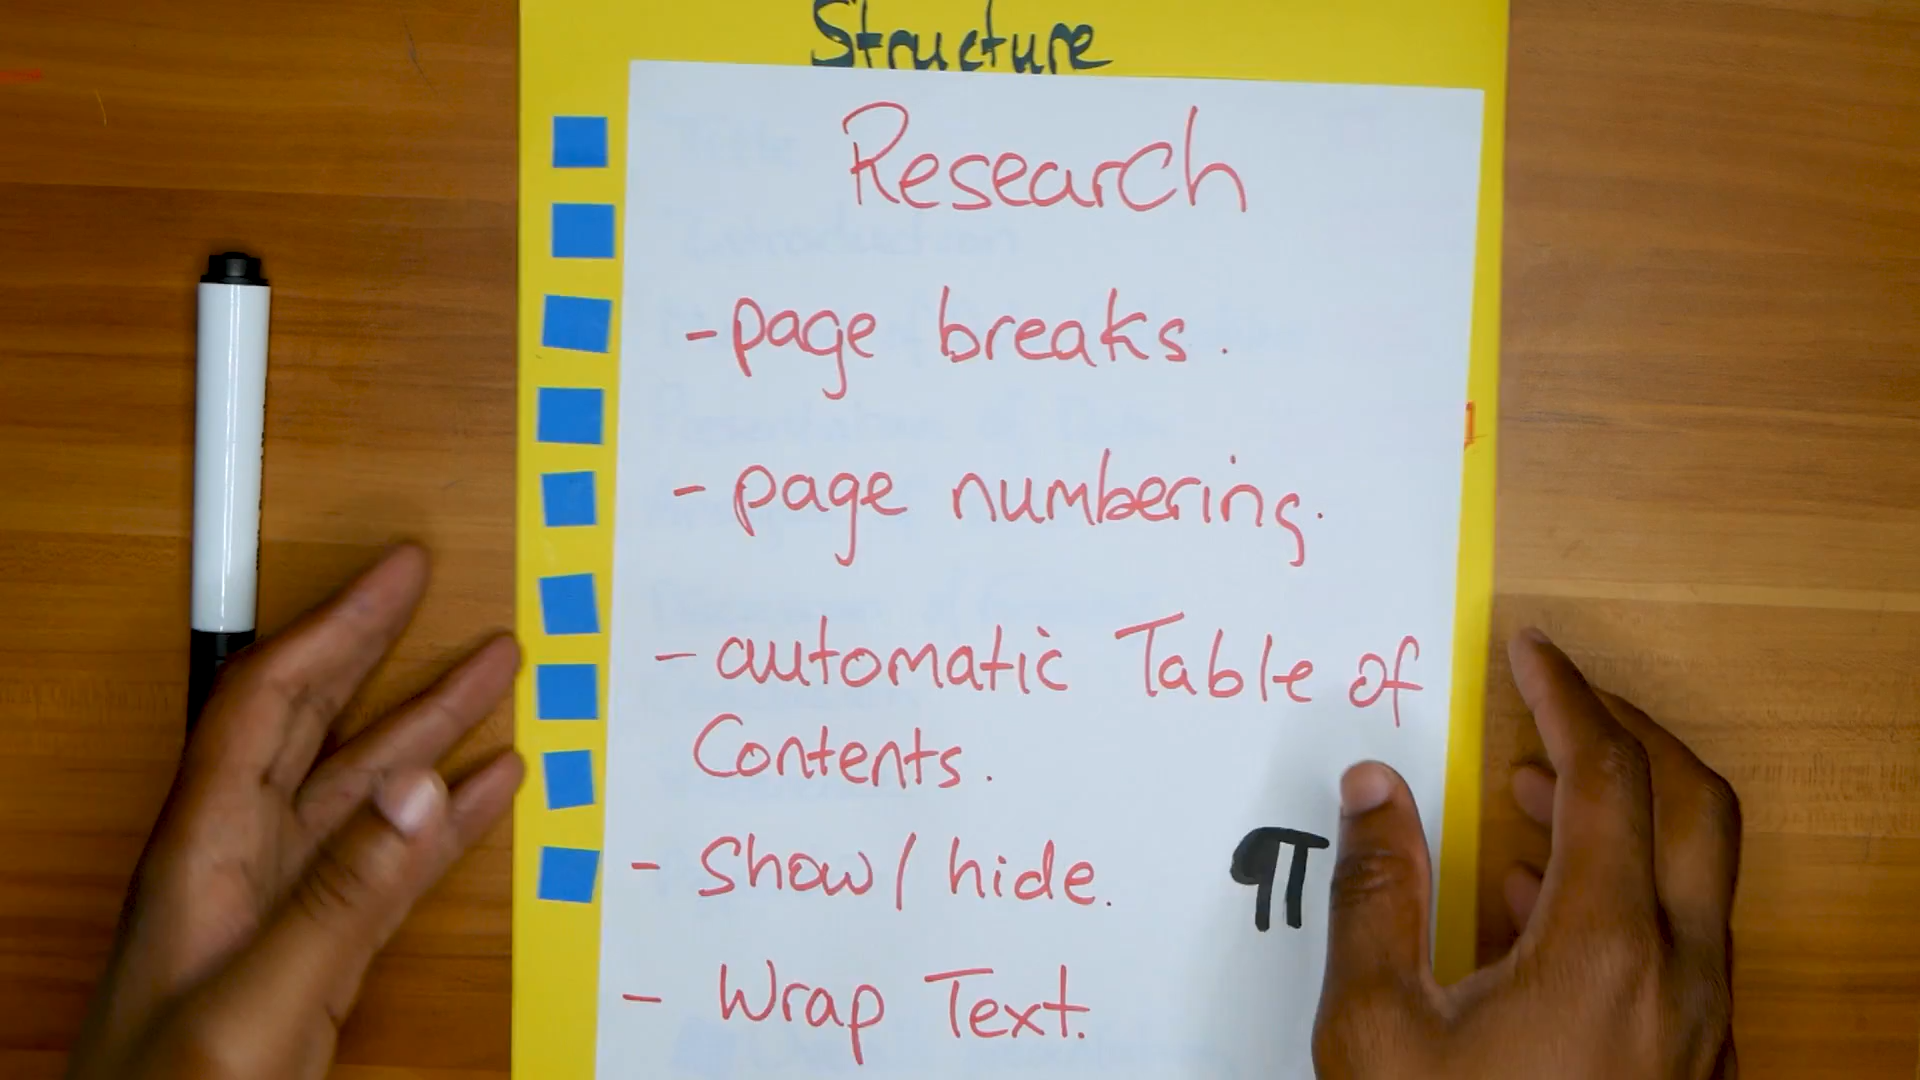 Structure
Research
- page breaks.
- page numbering.
- automatic Table of
Contents.
- Show / hide. ¶
- Wrap Text.